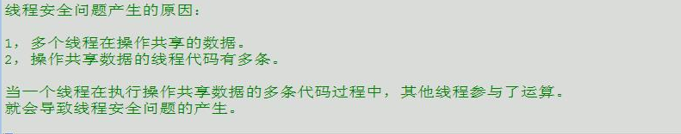 线程安全问题产生的原因：
1，多个线程在操作共享的数据。
2，操作共享数据的线程代码有多条。
当一个线程在执行操作共享数据的多条代码过程中，其他线程参与了运算。
就会导致线程安全问题的产生。